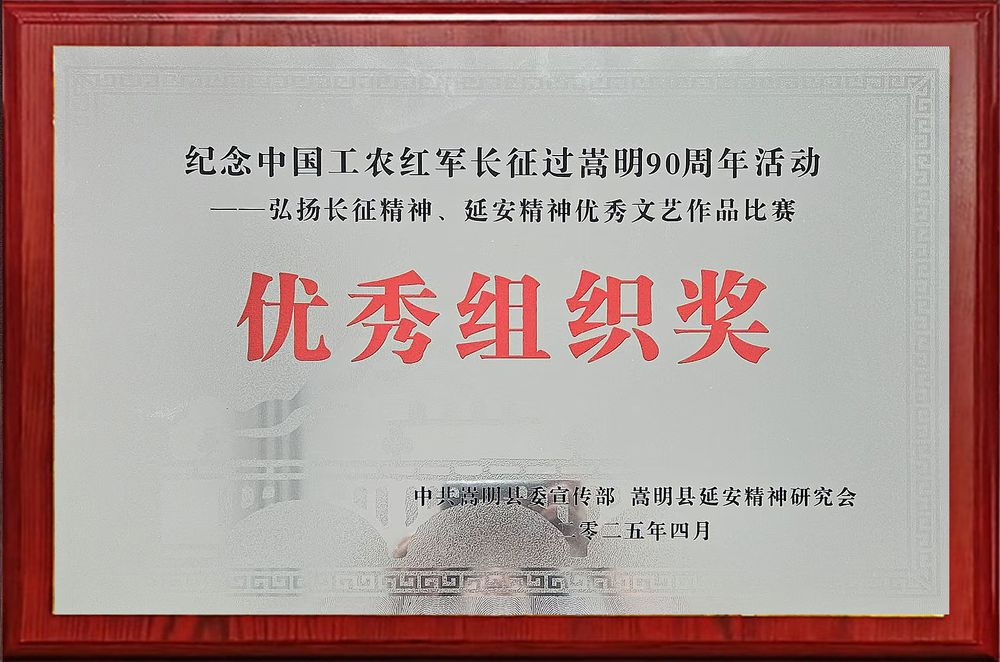 纪念中国工农红军长征过嵩明90周年活动
——弘扬长征精神、延安精神优秀文艺作品比赛
优秀组织奖
中共嵩明县委宣传部 嵩明县延安精神研究会
二零二五年四月